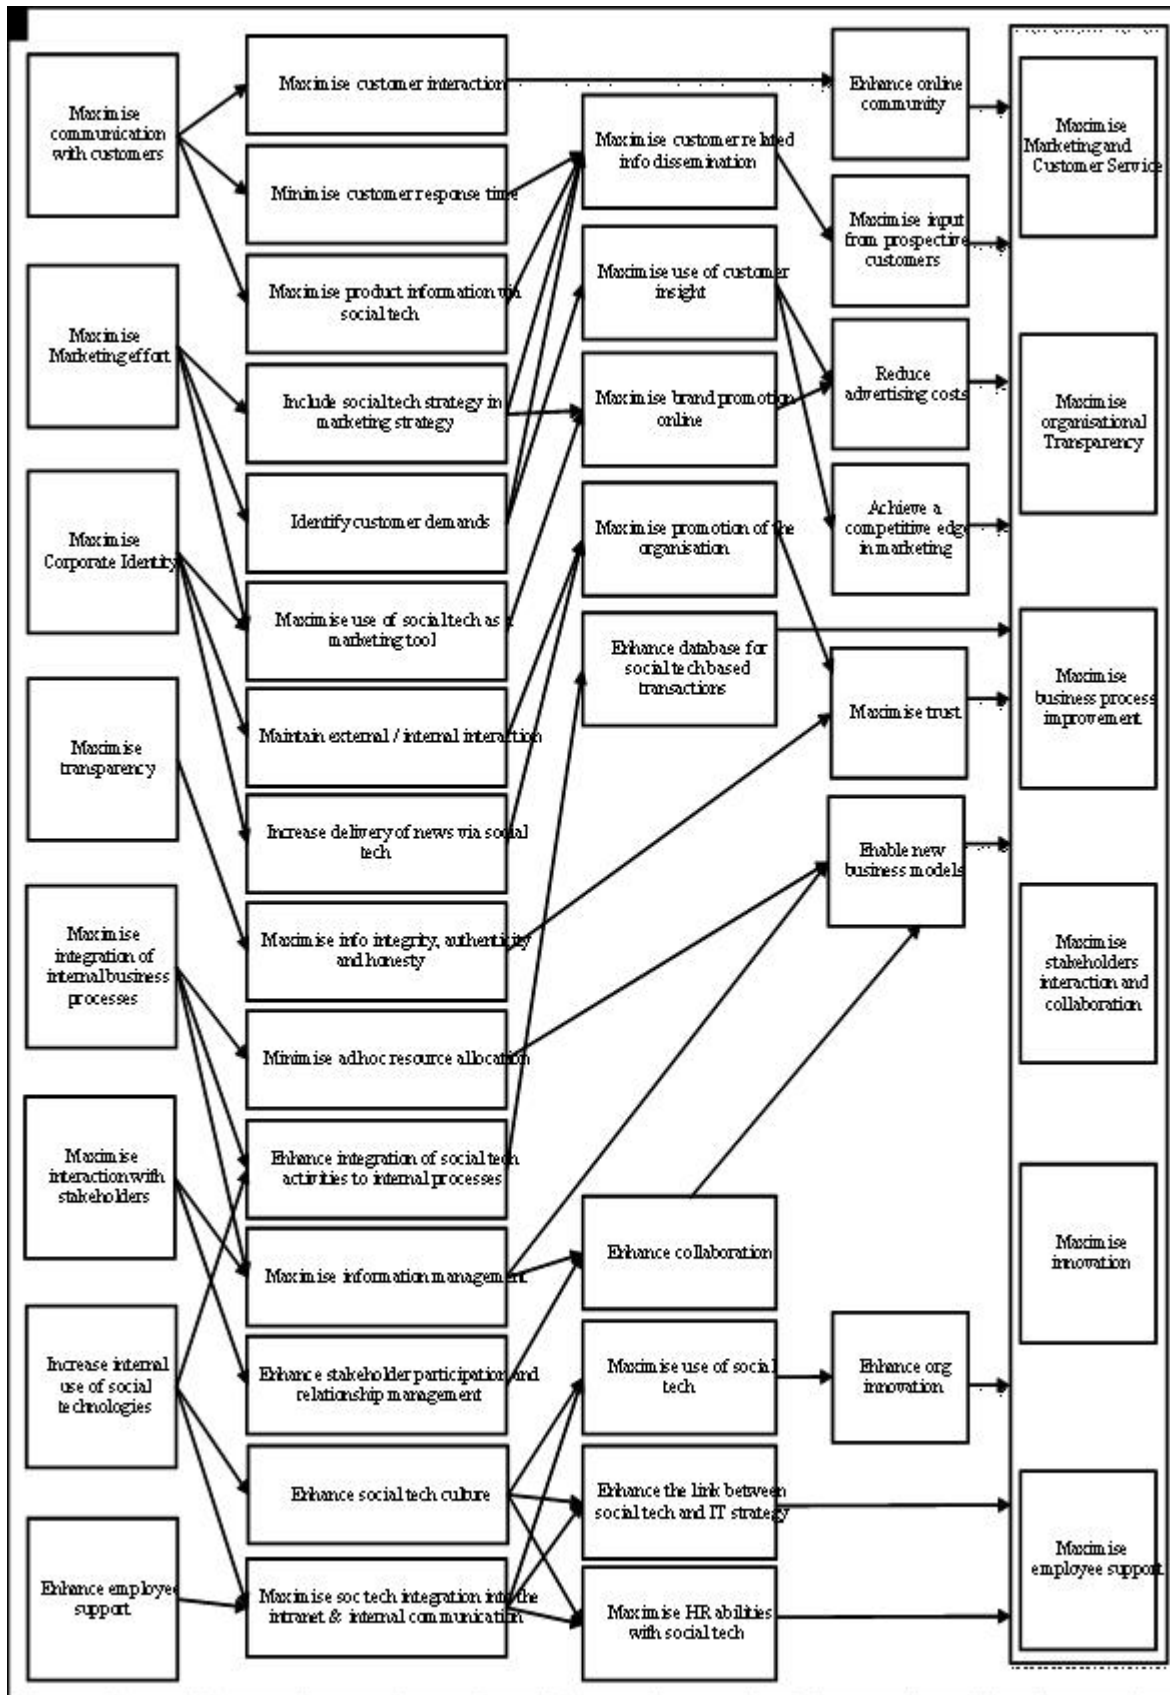 Maximise
communication
with customers
Maximise
Marketing effort
Maximise
Corporate Identity
Maximise
transparency
Maximise
integration of
internal business
processes
Maximise
interaction with
stakeholders
Increase internal
use of social
technologies
Enhance employee
support
Maximise customer interaction
Minimise customer response time
Maximise product information via
social tech
Include social tech strategy in
marketing strategy
Identify customer demands
Maximise use of social tech as a
marketing tool
Maintain external / internal interaction
Increase delivery of news via social
tech
Maximise info integrity, authenticity
and honesty
Minimise adhoc resource allocation
Enhance integration of social tech
activities to internal processes
Maximise information management
Enhance stakeholder participation and
relationship management
Enhance social tech culture
Maximise soc tech integration into the
intranet & internal communication
Maximise customer related
info dissemination
Maximise use of customer
insight
Maximise brand promotion
online
Maximise promotion of the
organisation
Enhance database for
social tech based
transactions
Enhance collaboration
Maximise use of social
tech
Enhance the link between
social tech and IT strategy
Maximise HR abilities
with social tech
Enhance online
community
Maximise input
from prospective
customers
Reduce
advertising costs
Achieve a
competitive edge
in marketing
Maximise trust
Enable new
business models
Enhance org
innovation
Maximise
Marketing and
Customer Service
Maximise
organisational
Transparency
Maximise
business process
improvement
Maximise
stakeholders
interaction and
collaboration
Maximise
innovation
Maximise
employee support